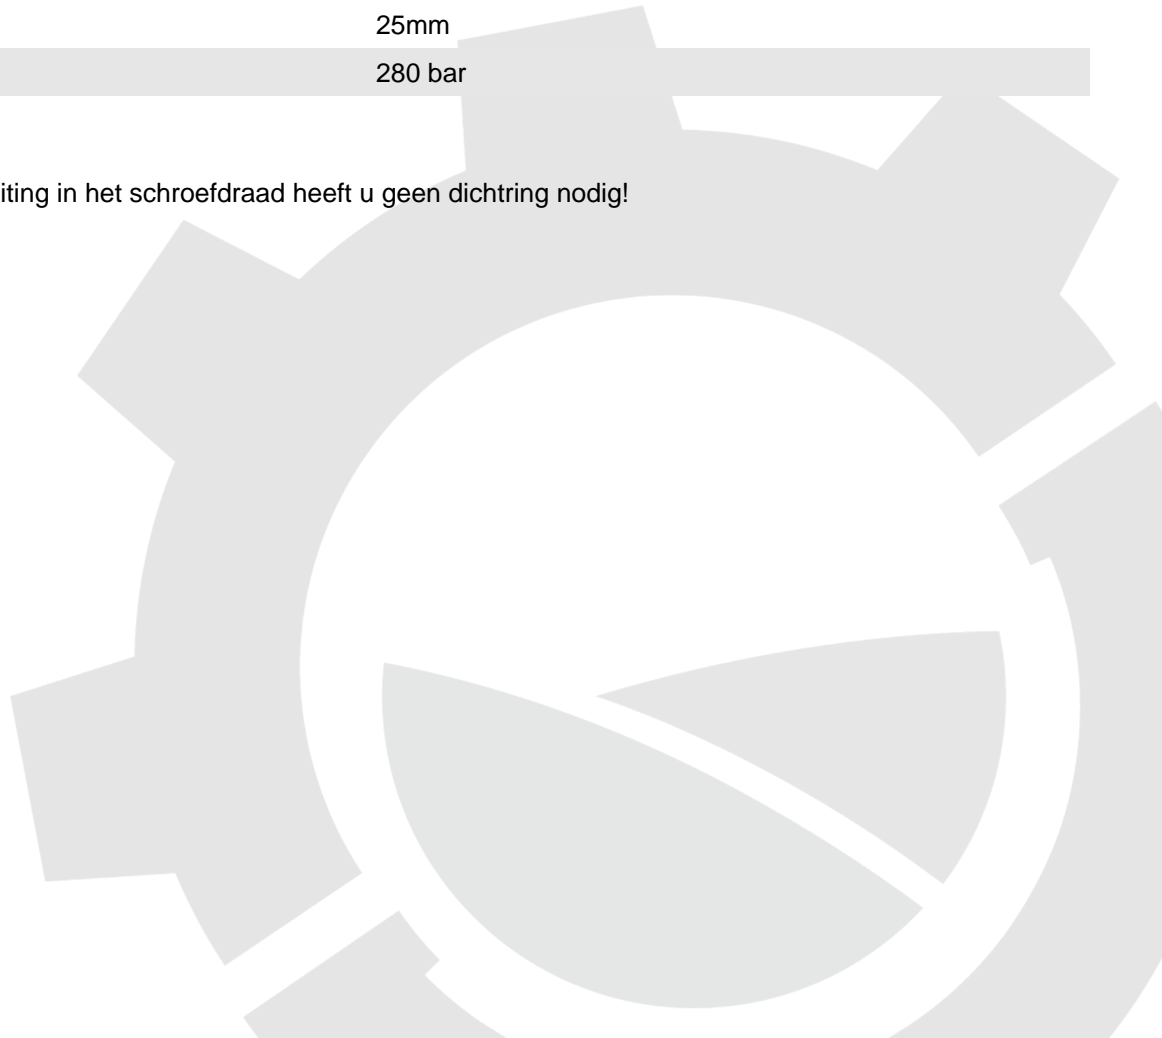 25mm
280 bar
iting in het schroefdraad heeft u geen dichtring nodig!